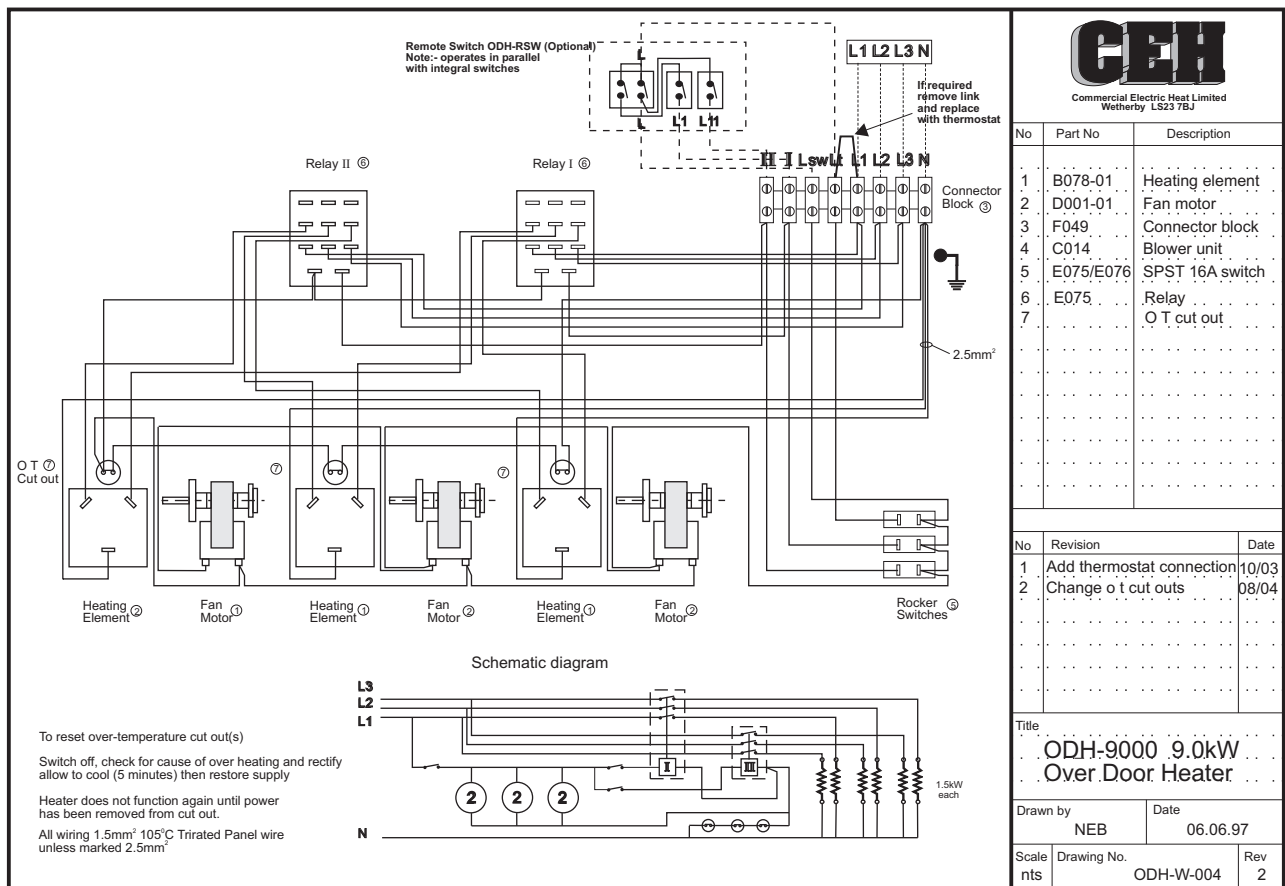 Remote Switch ODH-RSW (Optional)
Note:- operates in parallel
with integral switches
L
L
L1 L11
L1 L2 L3 N
If required
remove link
and replace
with thermostat
Relay II ⑥
Relay I ⑥
II I Lsw Lt L1 L2 L3 N
Connector
Block ③
2.5mm²
O T ⑦
Cut out
⑦
⑦
Heating ②
Element
Fan
Motor ①
Heating ①
Element
Fan
Motor ②
Heating ①
Element
Fan
Motor ②
Rocker ⑤
Switches
Schematic diagram
L3
L2
L1
I
II
2 2 2
1.5kW
each
N
To reset over-temperature cut out(s)
Switch off, check for cause of over heating and rectify
allow to cool (5 minutes) then restore supply
Heater does not function again until power
has been removed from cut out.
All wiring 1.5mm² 105°C Trirated Panel wire
unless marked 2.5mm²
CEH
Commercial Electric Heat Limited
Wetherby LS23 7BJ
No Part No Description
1 B078-01 Heating element
2 D001-01 Fan motor
3 F049 Connector block
4 C014 Blower unit
5 E075/E076 SPST 16A switch
6 E075 Relay
7 O T cut out
No Revision Date
1 Add thermostat connection 10/03
2 Change o t cut outs 08/04
Title
ODH-9000 9.0kW
Over Door Heater
Drawn by Date
NEB 06.06.97
Scale Drawing No. Rev
nts ODH-W-004 2